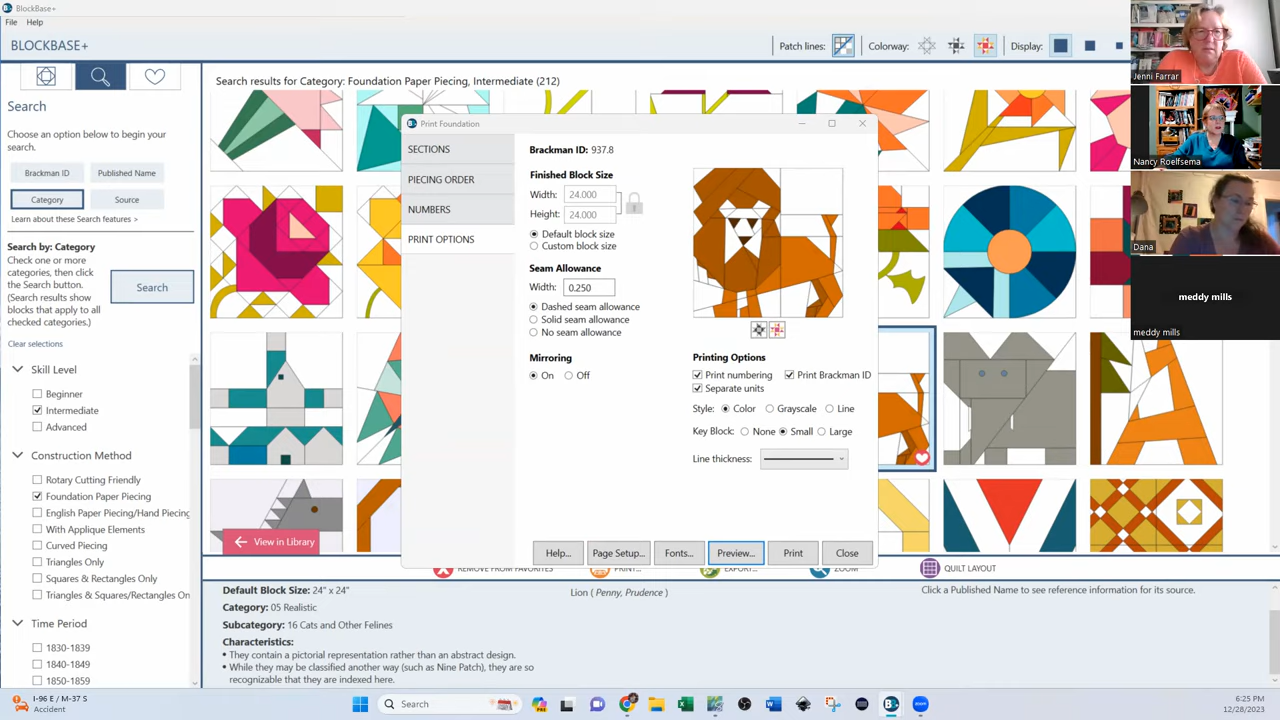 BlockBase+
File Help
BLOCKBASE+
Patch lines: Colorway: Display:
Search
Choose an option below to begin your
search.
Brackman ID Published Name
Category Source
Learn about these Search features >
Search by: Category
Check one or more
categories, then click
the Search button.
(Search results show
blocks that apply to all
checked categories.)
Search
Clear selections
Skill Level
Beginner
Intermediate
Advanced
Construction Method
Rotary Cutting Friendly
Foundation Paper Piecing
English Paper Piecing/Hand Piecing
With Applique Elements
Curved Piecing
Triangles Only
Squares & Rectangles Only
Triangles & Squares/Rectangles On
Time Period
1830-1839
1840-1849
1850-1859
Search results for Category: Foundation Paper Piecing, Intermediate (212)
View in Library
Print Foundation
SECTIONS
PIECING ORDER
NUMBERS
PRINT OPTIONS
Brackman ID: 937.8
Finished Block Size
Width: 24.000
Height: 24.000
Default block size
Custom block size
Seam Allowance
Width: 0.250
Dashed seam allowance
Solid seam allowance
No seam allowance
Mirroring
On Off
Printing Options
Print numbering Print Brackman ID
Separate units
Style: Color Grayscale Line
Key Block: None Small Large
Line thickness:
Help... Page Setup... Fonts... Preview... Print Close
REMOVE FROM FAVORITES PRINT... EXPORT... ZOOM QUILT LAYOUT
Default Block Size: 24" x 24"
Category: 05 Realistic
Subcategory: 16 Cats and Other Felines
Characteristics:
• They contain a pictorial representation rather than an abstract design.
• While they may be classified another way (such as Nine Patch), they are so
recognizable that they are indexed here.
Lion ( Penny, Prudence )
Click a Published Name to see reference information for its source.
Jenni Farrar
Nancy Roelfsema
Dana
meddy mills
meddy mills
I-96 E / M-37 S
Accident
Search
6:25 PM
12/28/2023